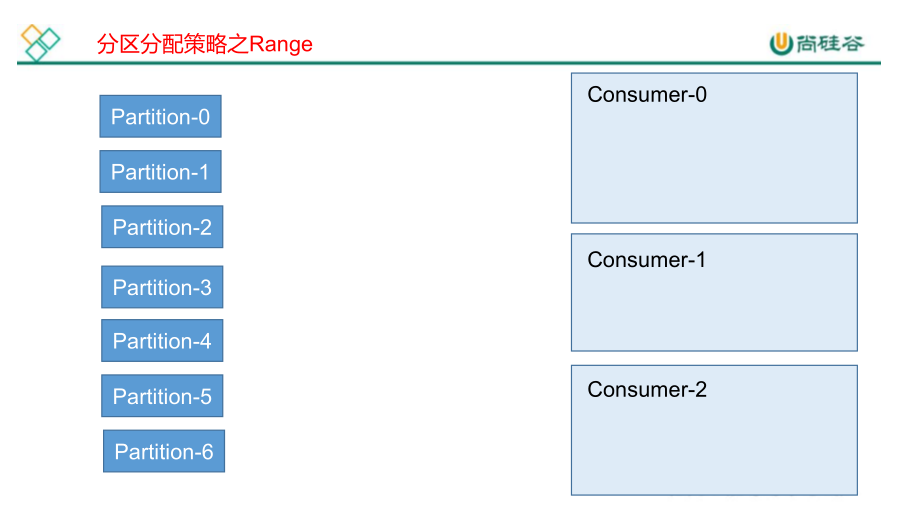 分区分配策略之Range
尚硅谷
Partition-0
Partition-1
Partition-2
Partition-3
Partition-4
Partition-5
Partition-6
Consumer-0
Consumer-1
Consumer-2